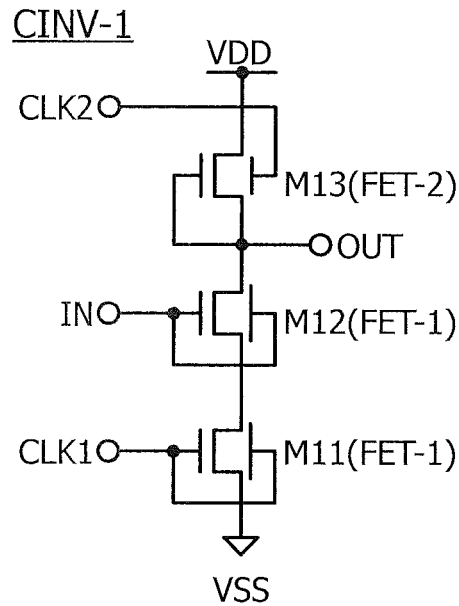 CINV-1
VDD
CLK2
M13(FET-2)
OUT
IN
M12(FET-1)
CLK1
M11(FET-1)
VSS